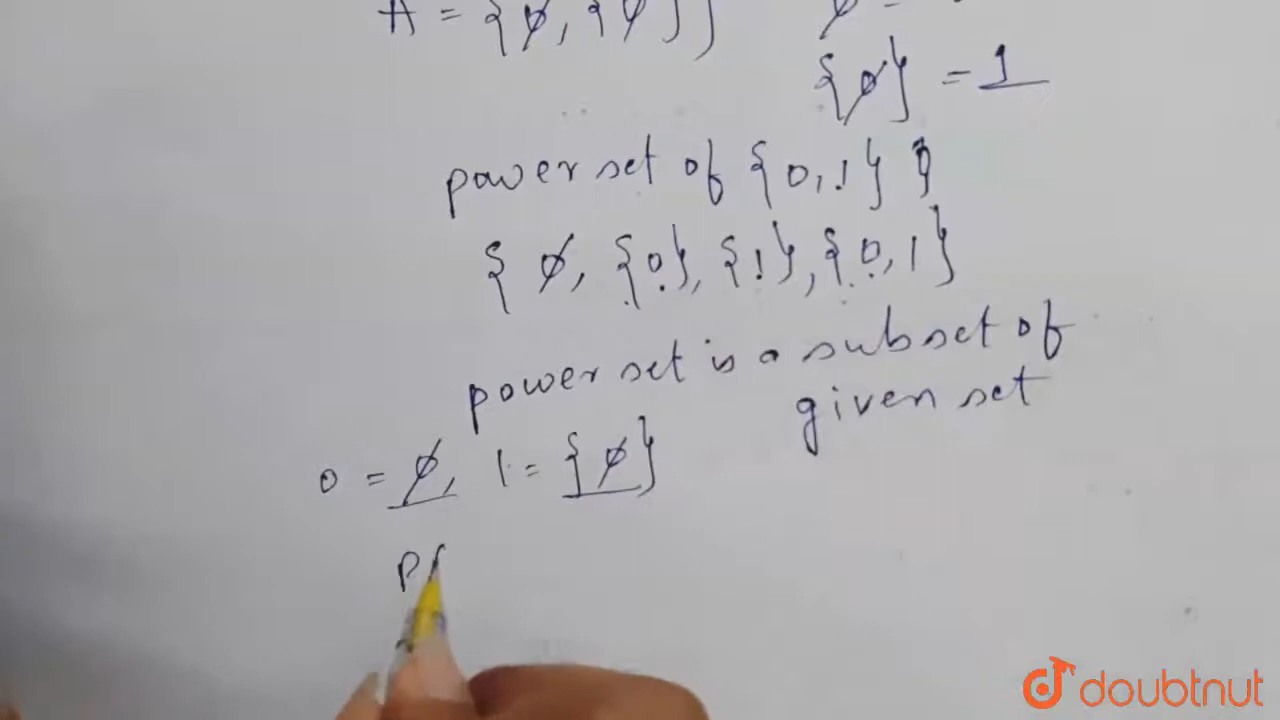 A = {φ, {φ}}
φ =
{φ} = 1
power set of {0, 1} }
{ φ, {0}, {1}, {0, 1}
power set is a subset of
given set
0 = φ, 1 = {φ}
P(
doubtnut